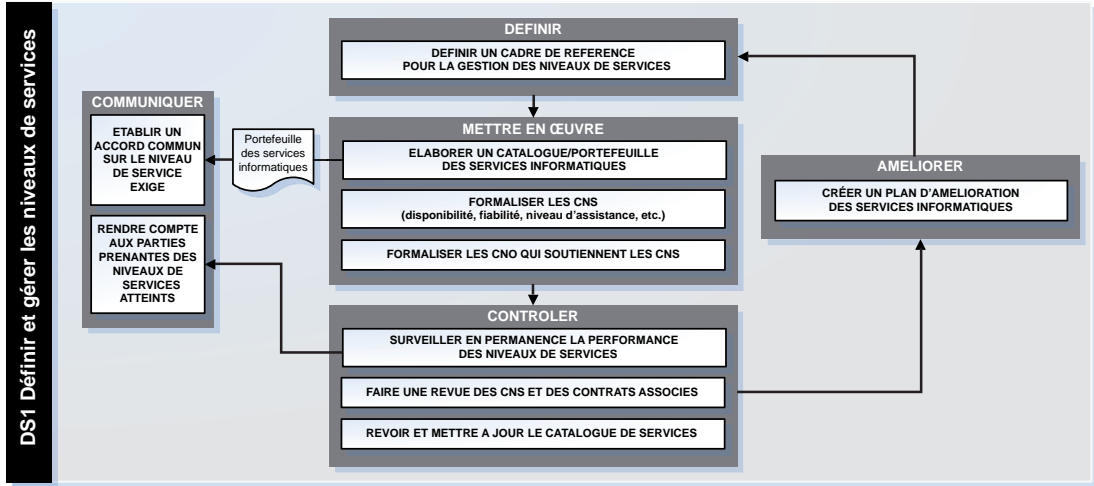 DS1 Définir et gérer les niveaux de services
DEFINIR
DEFINIR UN CADRE DE REFERENCE
POUR LA GESTION DES NIVEAUX DE SERVICES
COMMUNIQUER
ETABLIR UN
ACCORD COMMUN
SUR LE NIVEAU
DE SERVICE
EXIGE
RENDRE COMPTE
AUX PARTIES
PRENANTES DES
NIVEAUX DE
SERVICES
ATTEINTS
Portefeuille
des services
informatiques
METTRE EN ŒUVRE
ELABORER UN CATALOGUE/PORTEFEUILLE
DES SERVICES INFORMATIQUES
FORMALISER LES CNS
(disponibilité, fiabilité, niveau d'assistance, etc.)
FORMALISER LES CNO QUI SOUTIENNENT LES CNS
AMELIORER
CRÉER UN PLAN D'AMELIORATION
DES SERVICES INFORMATIQUES
CONTROLER
SURVEILLER EN PERMANENCE LA PERFORMANCE
DES NIVEAUX DE SERVICES
FAIRE UNE REVUE DES CNS ET DES CONTRATS ASSOCIES
REVOIR ET METTRE A JOUR LE CATALOGUE DE SERVICES